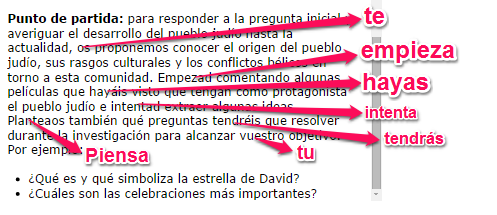 Punto de partida: para responder a la pregunta inicial te
averiguar el desarrollo del pueblo judío hasta la
actualidad, os proponemos conocer el origen del pueblo empieza
judío, sus rasgos culturales y los conflictos bélicos en
torno a esta comunidad. Empezad comentando algunas hayas
películas que hayáis visto que tengan como protagonista
el pueblo judío e intentad extraer algunas ideas. intenta
Planteaos también qué preguntas tendréis que resolver
durante la investigación para alcanzar vuestro objetivo. tendrás
Por ejemplo: Piensa tu
• ¿Qué es y qué simboliza la estrella de David?
• ¿Cuáles son las celebraciones más importantes?